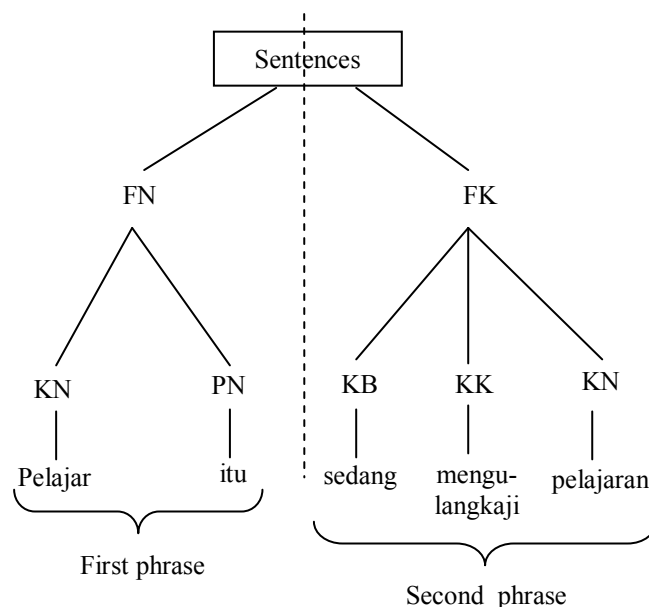 Sentences
FN FK
KN PN KB KK KN
Pelajar itu sedang mengu-
langkaji pelajaran
First phrase
Second phrase